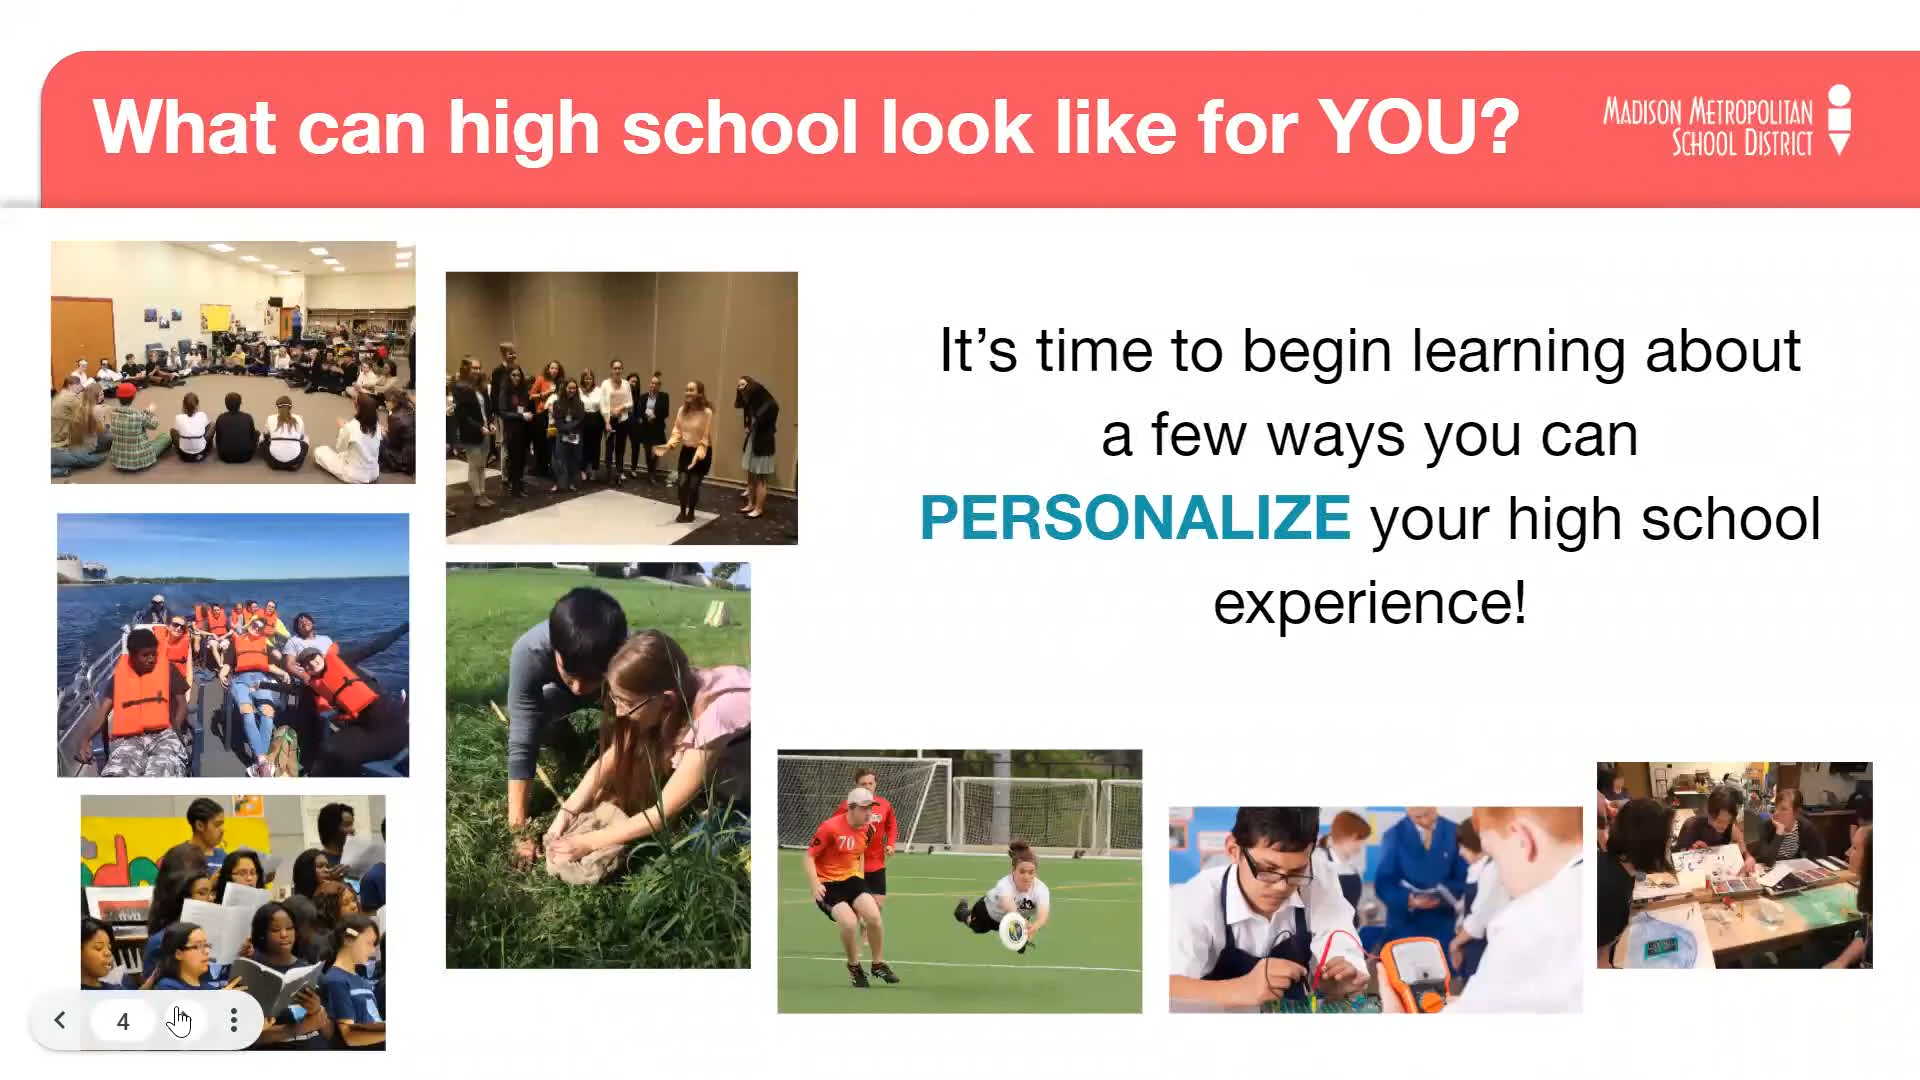 What can high school look like for YOU?
MADISON METROPOLITAN
SCHOOL DISTRICT
It’s time to begin learning about
a few ways you can
PERSONALIZE your high school
experience!
70
4